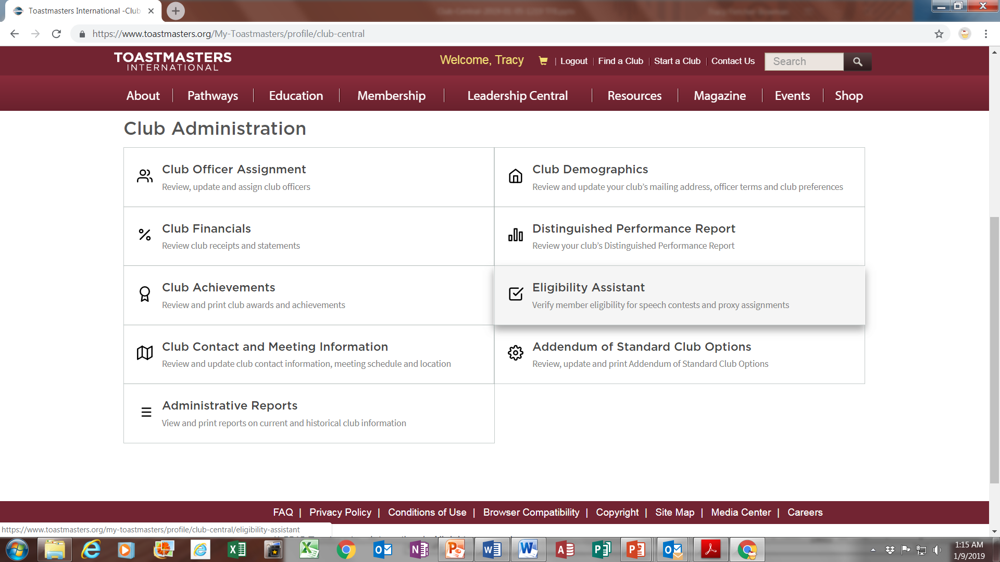 Toastmasters International -Club
https://www.toastmasters.org/My-Toastmasters/profile/club-central
TOASTMASTERS
INTERNATIONAL
Welcome, Tracy
| Logout | Find a Club | Start a Club | Contact Us
Search
About | Pathways | Education | Membership | Leadership Central | Resources | Magazine | Events | Shop
Club Administration
Club Officer Assignment
Review, update and assign club officers
Club Demographics
Review and update your club's mailing address, officer terms and club preferences
Club Financials
Review club receipts and statements
Distinguished Performance Report
Review your club's Distinguished Performance Report
Club Achievements
Review and print club awards and achievements
Eligibility Assistant
Verify member eligibility for speech contests and proxy assignments
Club Contact and Meeting Information
Review and update club contact information, meeting schedule and location
Addendum of Standard Club Options
Review, update and print Addendum of Standard Club Options
Administrative Reports
View and print reports on current and historical club information
FAQ | Privacy Policy | Conditions of Use | Browser Compatibility | Copyright | Site Map | Media Center | Careers
https://www.toastmasters.org/my-toastmasters/profile/club-central/eligibility-assistant
1:15 AM
1/9/2019